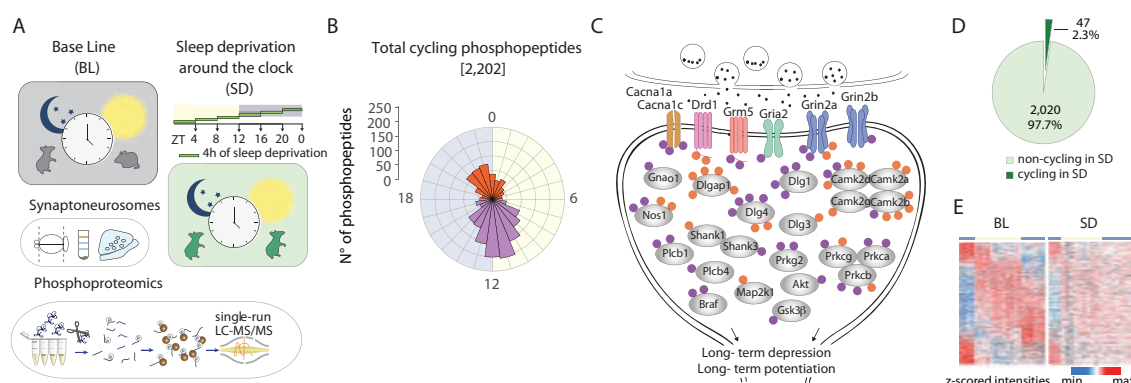 A
Base Line
(BL)
Sleep deprivation
around the clock
(SD)
ZT 4 8 12 16 20 0
4h of sleep deprivation
Synaptoneurosomes
Phosphoproteomics
single-run
LC-MS/MS
B
Total cycling phosphopeptides
[2,202]
N° of phosphopeptides
250
200
150
100
50
0
0
6
12
18
C
Cacna1a
Cacna1c
Drd1
Grm5
Gria2
Grin2a
Grin2b
Gnao1
Dlgap1
Dlg1
Camk2d
Camk2a
Camk2g
Camk2b
Nos1
Dlg4
Dlg3
Shank1
Shank3
Plcb1
Prkg2
Prkcg
Prkca
Prkcb
Plcb4
Map2k1
Akt
Braf
Gsk3β
Long- term depression
Long- term potentiation
D
47
2.3%
2,020
97.7%
non-cycling in SD
cycling in SD
E
BL
SD
z-scored intensities
min
max